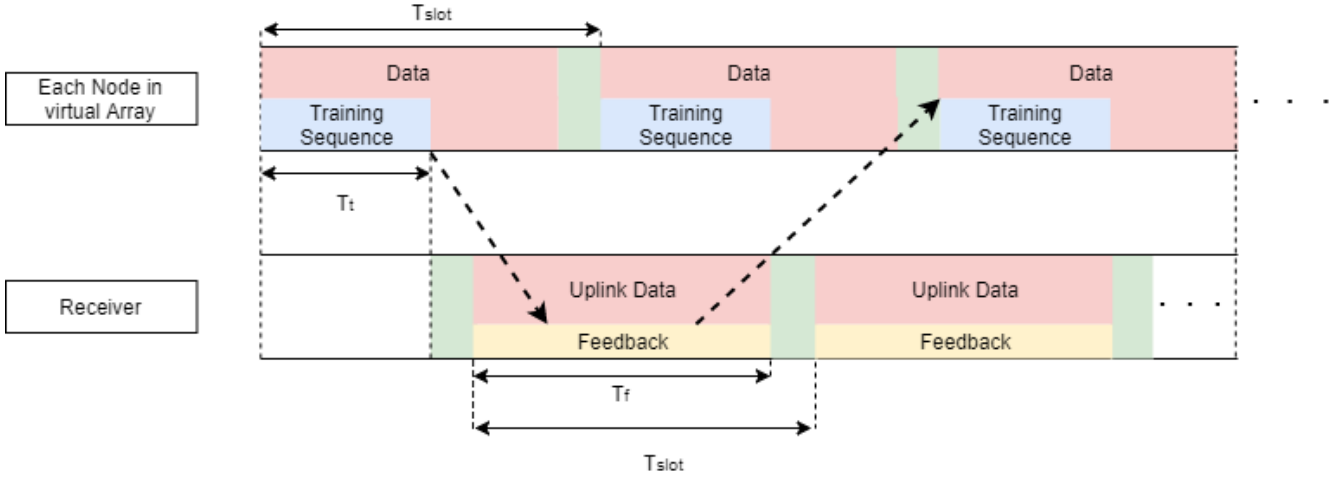 Tslot
Each Node in
virtual Array
Data
Data
Data
Training
Sequence
Training
Sequence
Training
Sequence
. . .
Tt
Receiver
Uplink Data
Uplink Data
. . .
Feedback
Feedback
Tf
Tslot